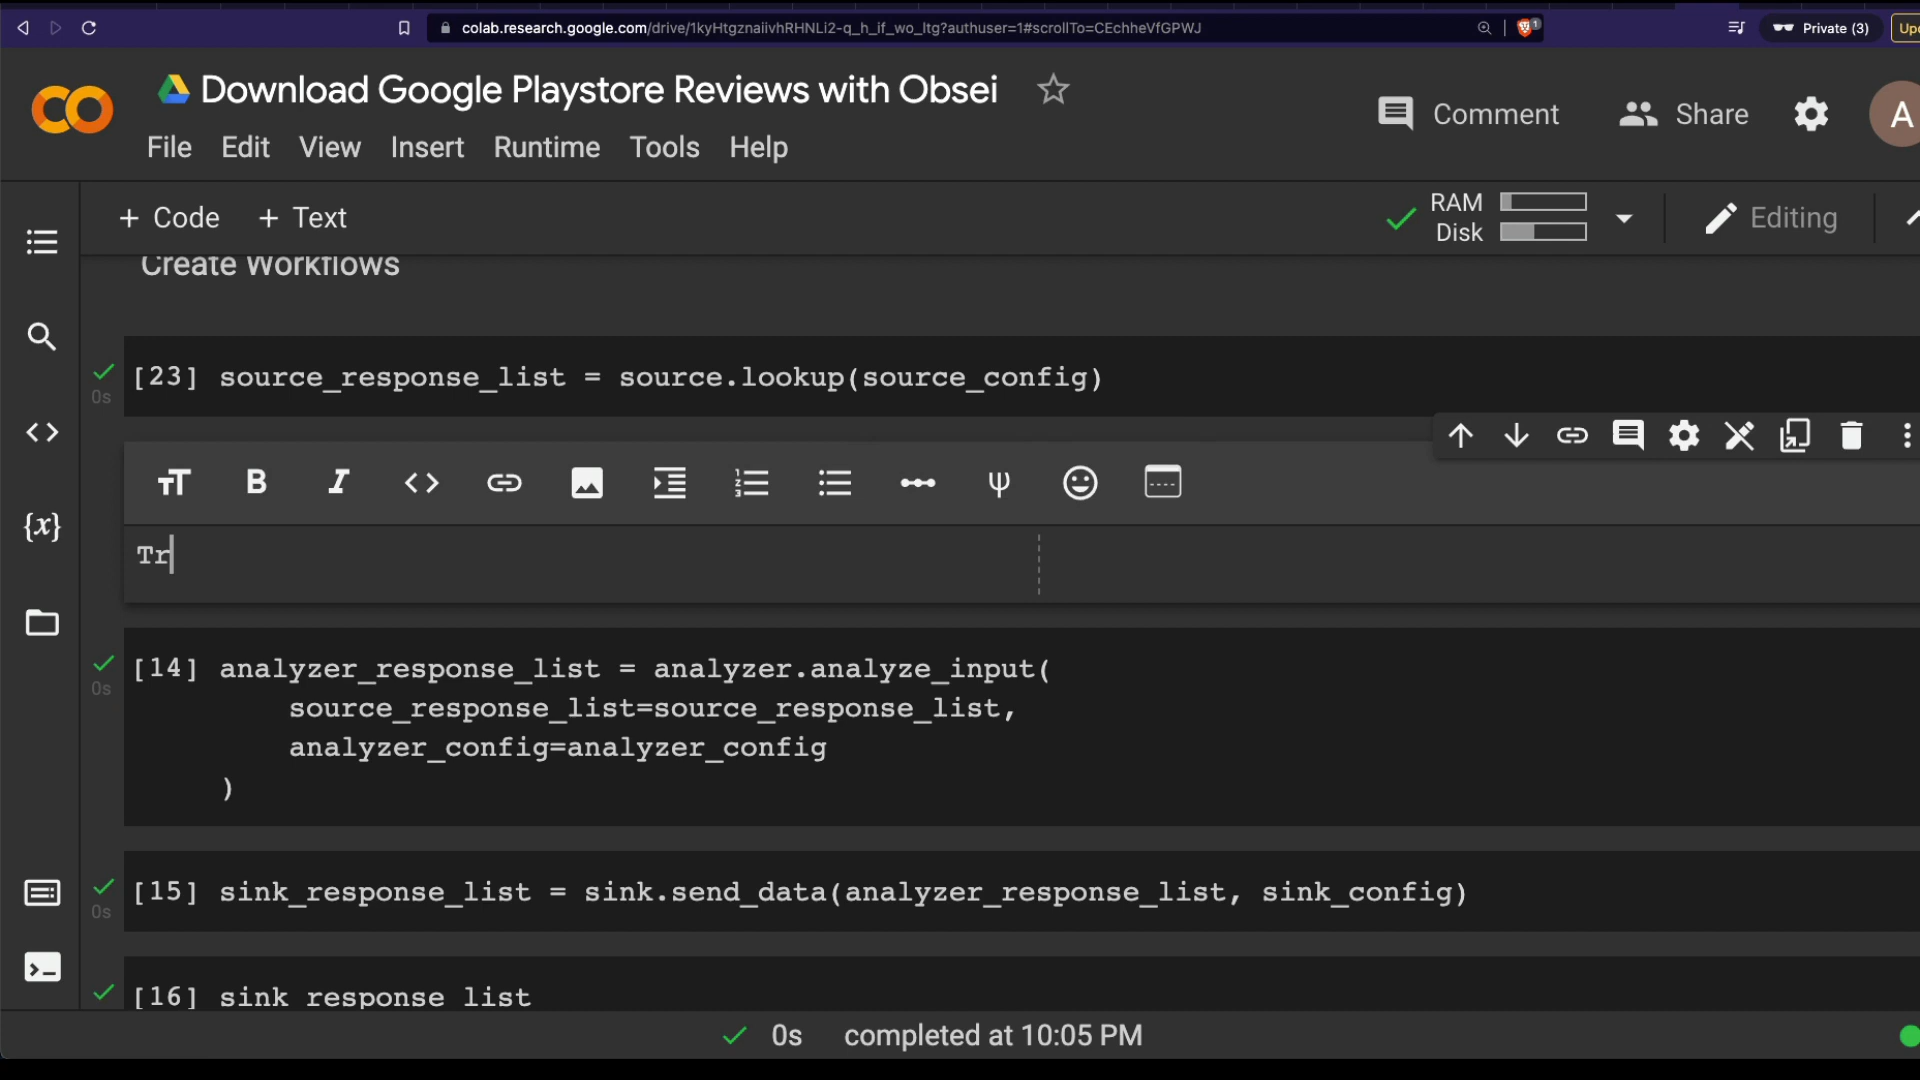 colab.research.google.com/drive/1kyHtgznaiivhRHNLi2-q_h_if_wo_ltg?authuser=1#scrollTo=CEchheVfGPWJ
1
Private (3)
Download Google Playstore Reviews with Obsei
Comment
Share
A
File Edit View Insert Runtime Tools Help
+ Code + Text
RAM
Disk
Editing
Create Workflows
[23] source_response_list = source.lookup(source_config)
0s
Tr
[14] analyzer_response_list = analyzer.analyze_input(
0s
source_response_list=source_response_list,
analyzer_config=analyzer_config
)
[15] sink_response_list = sink.send_data(analyzer_response_list, sink_config)
0s
[16] sink_response_list
0s completed at 10:05 PM